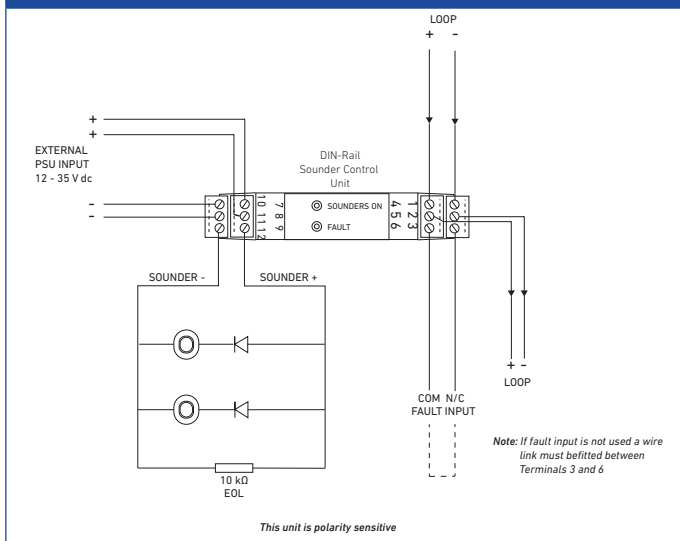 LOOP
+ -
+
+
EXTERNAL
PSU INPUT
12 - 35 V dc
-
-
DIN-Rail
Sounder Control
Unit
10 11 12
7 8 9
SOUNDERS ON
FAULT
4 5 6
1 2 3
SOUNDER -
SOUNDER +
+ -
LOOP
COM N/C
FAULT INPUT
Note: If fault input is not used a wire
link must befitted between
Terminals 3 and 6
10 kΩ
EOL
This unit is polarity sensitive